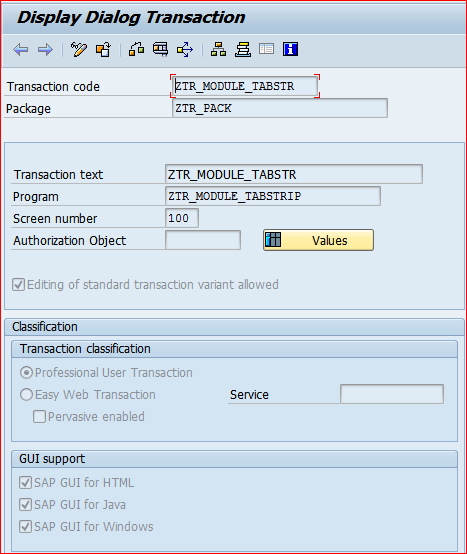 Display Dialog Transaction
Transaction code ZTR_MODULE_TABSTR
Package ZTR_PACK
Transaction text ZTR_MODULE_TABSTR
Program ZTR_MODULE_TABSTRIP
Screen number 100
Authorization Object Values
Editing of standard transaction variant allowed
Classification
Transaction classification
Professional User Transaction
Easy Web Transaction Service
Pervasive enabled
GUI support
SAP GUI for HTML
SAP GUI for Java
SAP GUI for Windows